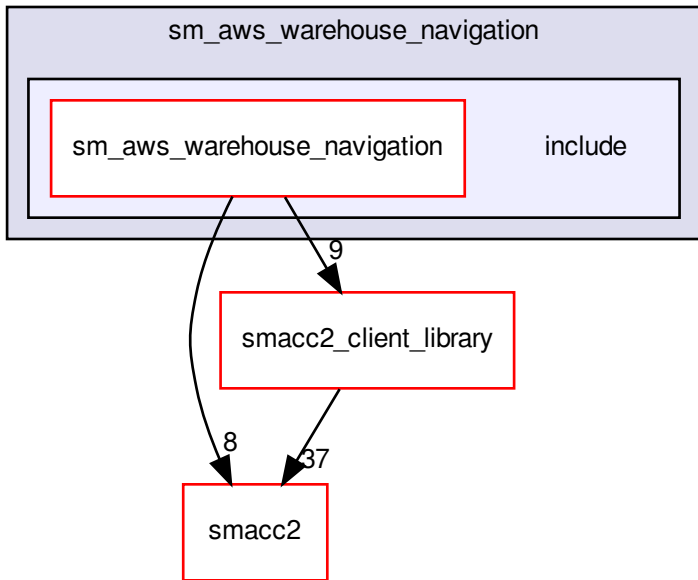 sm_aws_warehouse_navigation
sm_aws_warehouse_navigation
include
9
smacc2_client_library
8
37
smacc2